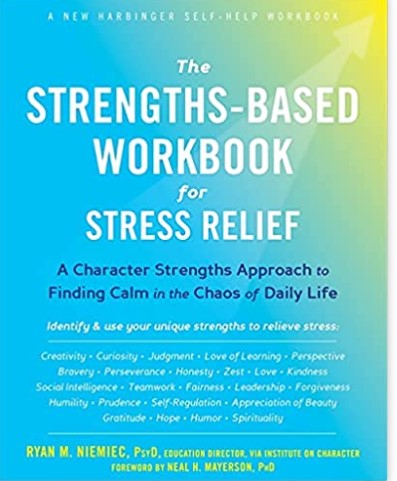 A NEW HARBINGER SELF-HELP WORKBOOK
The
STRENGTHS-BASED
WORKBOOK
for
STRESS RELIEF
A Character Strengths Approach to
Finding Calm in the Chaos of Daily Life
Identify & use your unique strengths to relieve stress:
Creativity • Curiosity • Judgment • Love of Learning • Perspective
Bravery • Perseverance • Honesty • Zest • Love • Kindness
Social Intelligence • Teamwork • Fairness • Leadership • Forgiveness
Humility • Prudence • Self-Regulation • Appreciation of Beauty
Gratitude • Hope • Humor • Spirituality
RYAN M. NIEMIEC, PSYD, EDUCATION DIRECTOR, VIA INSTITUTE ON CHARACTER
FOREWORD BY NEAL H. MAYERSON, PHD